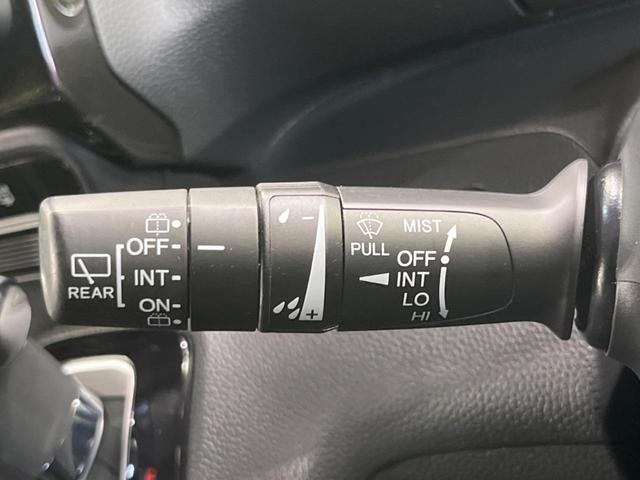 OFF
INT
ON
REAR
-
+
PULL
MIST
OFF
INT
LO
HI